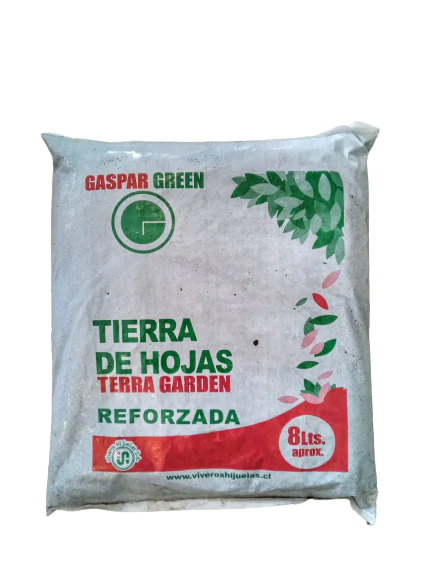 GASPAR GREEN
G
TIERRA
DE HOJAS
TERRA GARDEN
REFORZADA
8Lts.
aprox.
www.viveroshijuelas.cl